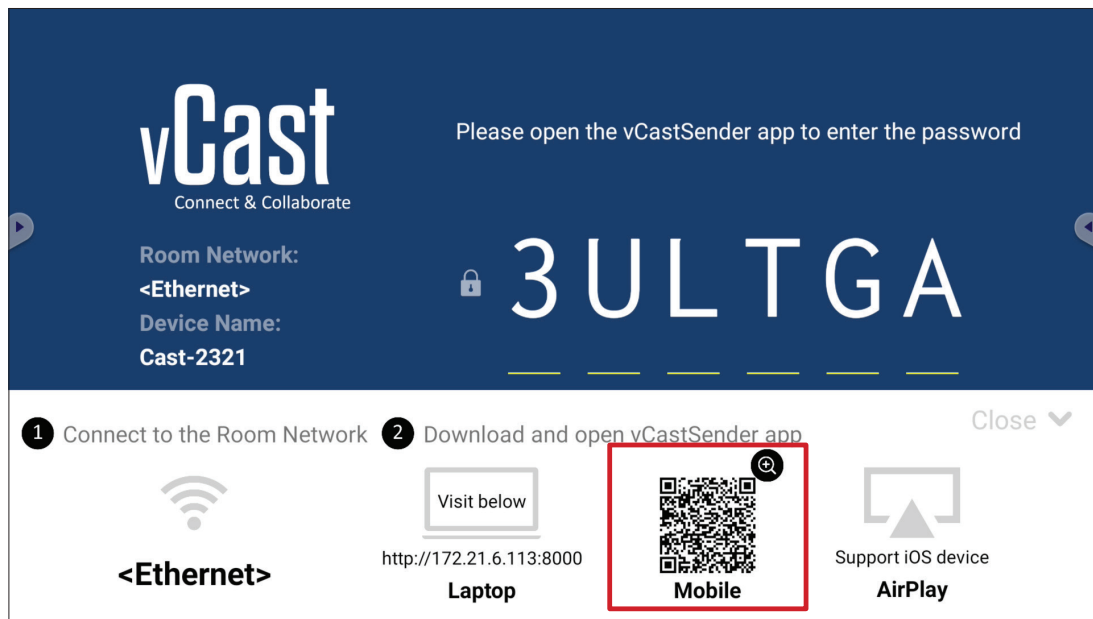 vCast
Connect & Collaborate
Please open the vCastSender app to enter the password
Room Network:
<Ethernet>
Device Name:
Cast-2321
3ULTGA
1 Connect to the Room Network
2 Download and open vCastSender app
Close
<Ethernet>
Visit below
http://172.21.6.113:8000
Laptop
Mobile
Support iOS device
AirPlay